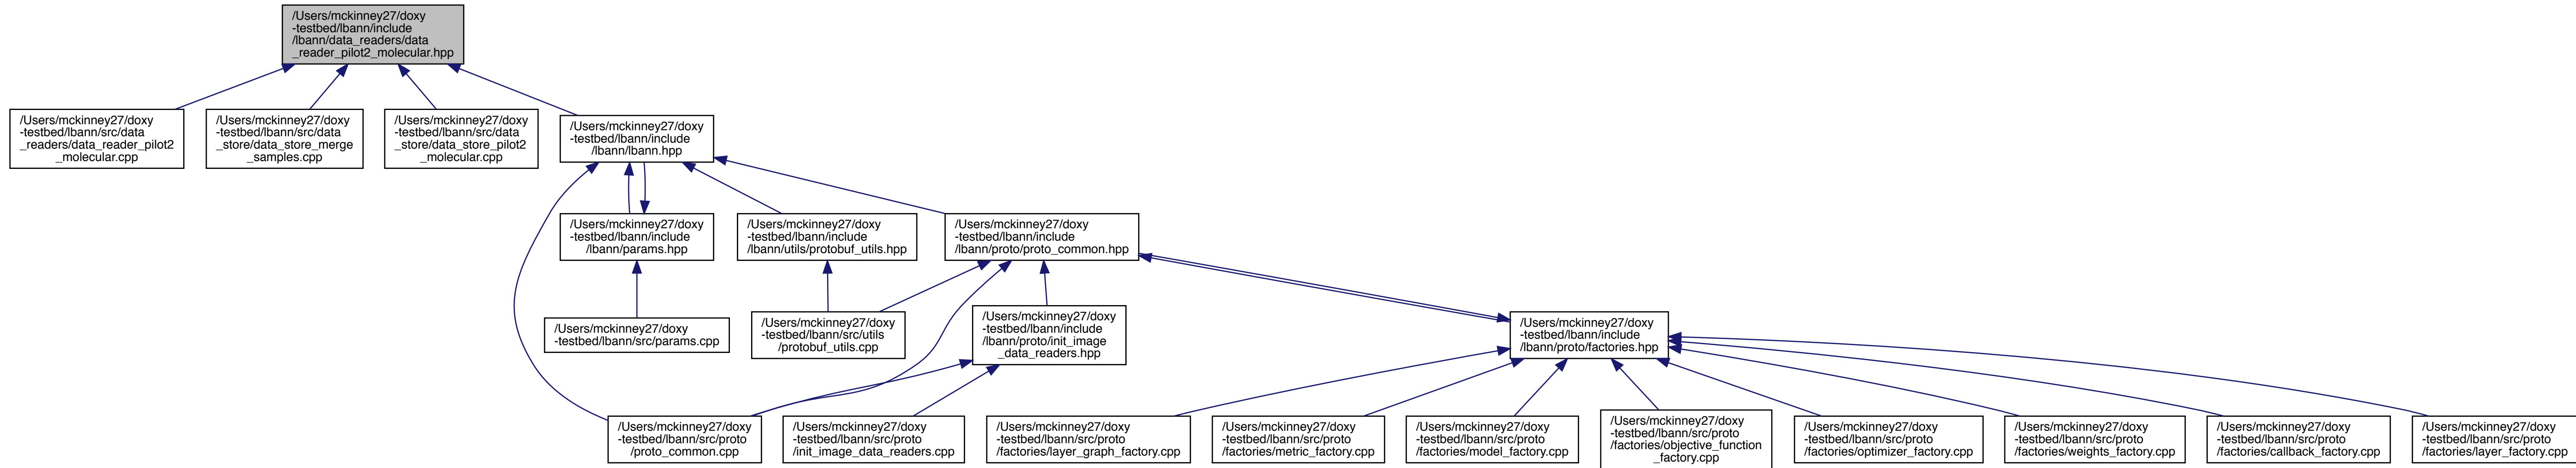 /Users/mckinney27/doxy
-testbed/lbann/include
/lbann/data_readers/data
_reader_pilot2_molecular.hpp
/Users/mckinney27/doxy
-testbed/lbann/src/data
_readers/data_reader_pilot2
_molecular.cpp
/Users/mckinney27/doxy
-testbed/lbann/src/data
_store/data_store_merge
_samples.cpp
/Users/mckinney27/doxy
-testbed/lbann/src/data
_store/data_store_pilot2
_molecular.cpp
/Users/mckinney27/doxy
-testbed/lbann/include
/lbann/lbann.hpp
/Users/mckinney27/doxy
-testbed/lbann/include
/lbann/params.hpp
/Users/mckinney27/doxy
-testbed/lbann/include
/lbann/utils/protobuf_utils.hpp
/Users/mckinney27/doxy
-testbed/lbann/include
/lbann/proto/proto_common.hpp
/Users/mckinney27/doxy
-testbed/lbann/src/params.cpp
/Users/mckinney27/doxy
-testbed/lbann/src/utils
/protobuf_utils.cpp
/Users/mckinney27/doxy
-testbed/lbann/include
/lbann/proto/init_image
_data_readers.hpp
/Users/mckinney27/doxy
-testbed/lbann/include
/lbann/proto/factories.hpp
/Users/mckinney27/doxy
-testbed/lbann/src/proto
/proto_common.cpp
/Users/mckinney27/doxy
-testbed/lbann/src/proto
/init_image_data_readers.cpp
/Users/mckinney27/doxy
-testbed/lbann/src/proto
/factories/layer_graph_factory.cpp
/Users/mckinney27/doxy
-testbed/lbann/src/proto
/factories/metric_factory.cpp
/Users/mckinney27/doxy
-testbed/lbann/src/proto
/factories/model_factory.cpp
/Users/mckinney27/doxy
-testbed/lbann/src/proto
/factories/objective_function
_factory.cpp
/Users/mckinney27/doxy
-testbed/lbann/src/proto
/factories/optimizer_factory.cpp
/Users/mckinney27/doxy
-testbed/lbann/src/proto
/factories/weights_factory.cpp
/Users/mckinney27/doxy
-testbed/lbann/src/proto
/factories/callback_factory.cpp
/Users/mckinney27/doxy
-testbed/lbann/src/proto
/factories/layer_factory.cpp